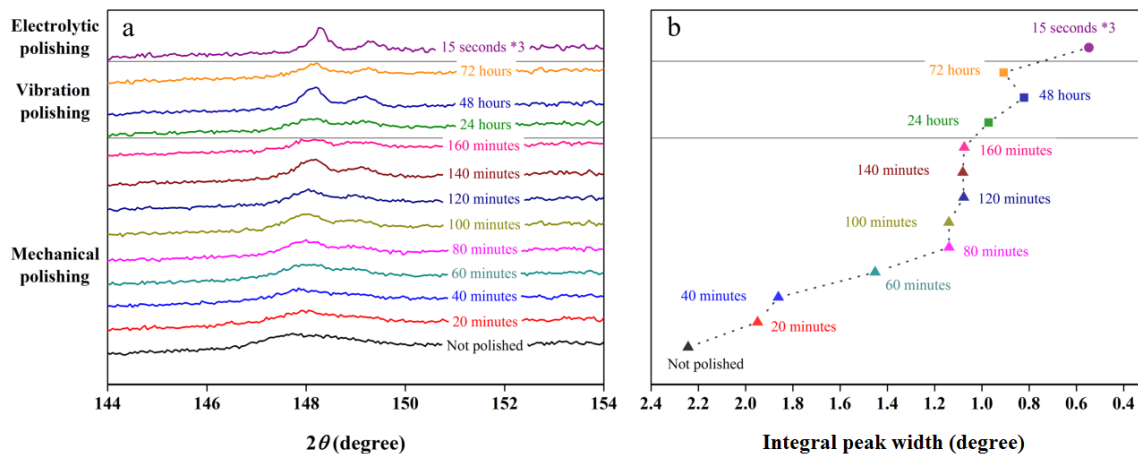 Electrolytic
polishing
Vibration
polishing
Mechanical
polishing
a
15 seconds *3
72 hours
48 hours
24 hours
160 minutes
140 minutes
120 minutes
100 minutes
80 minutes
60 minutes
40 minutes
20 minutes
Not polished
144 146 148 150 152 154
2θ (degree)
b
15 seconds *3
72 hours
48 hours
24 hours
160 minutes
140 minutes
120 minutes
100 minutes
80 minutes
60 minutes
40 minutes
20 minutes
Not polished
2.4 2.2 2.0 1.8 1.6 1.4 1.2 1.0 0.8 0.6 0.4
Integral peak width (degree)